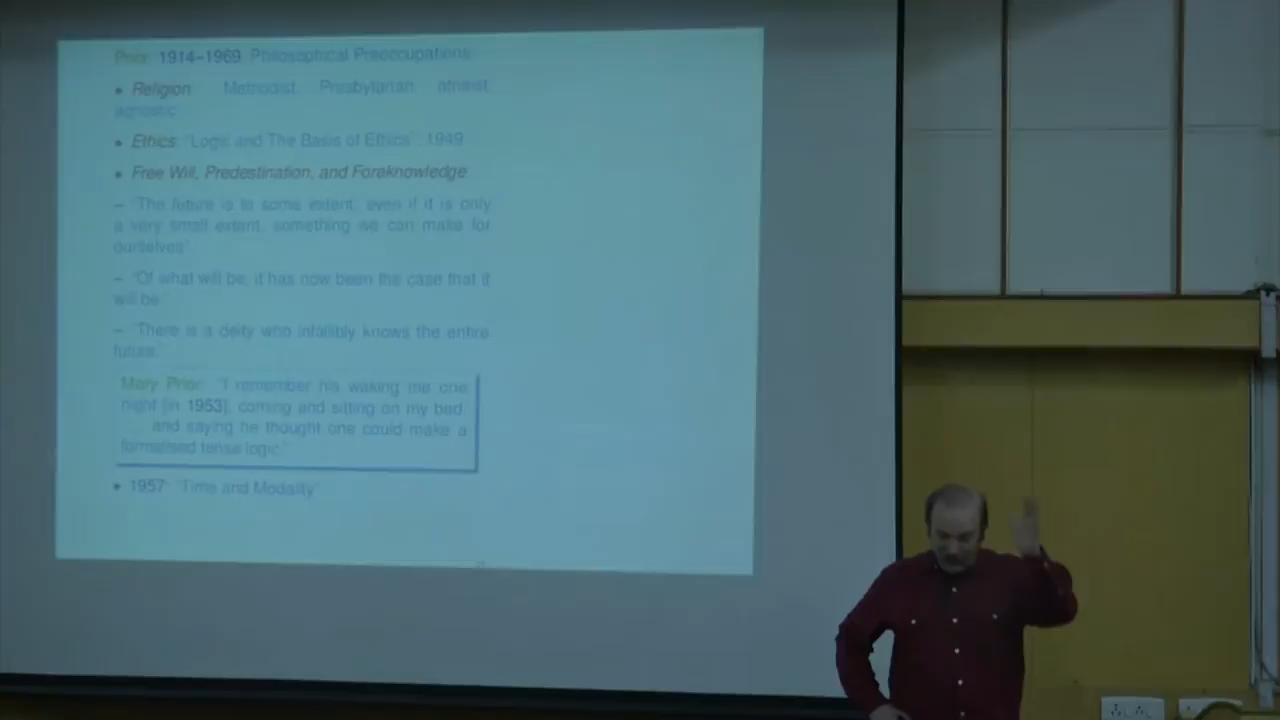 Prior: 1914–1969 Philosophical Preoccupations
• Religion Methodist, Presbyterian, atheist,
agnostic
• Ethics: "Logic and The Basis of Ethics", 1949
• Free Will, Predestination, and Foreknowledge
– "The future is to some extent, even if it is only
a very small extent, something we can make for
ourselves"
– "Of what will be, it has now been the case that it
will be"
– "There is a deity who infallibly knows the entire
future."
Mary Prior: "I remember his waking me one
night [in 1953], coming and sitting on my bed,
... and saying he thought one could make a
formalised tense logic."
• 1957: "Time and Modality"